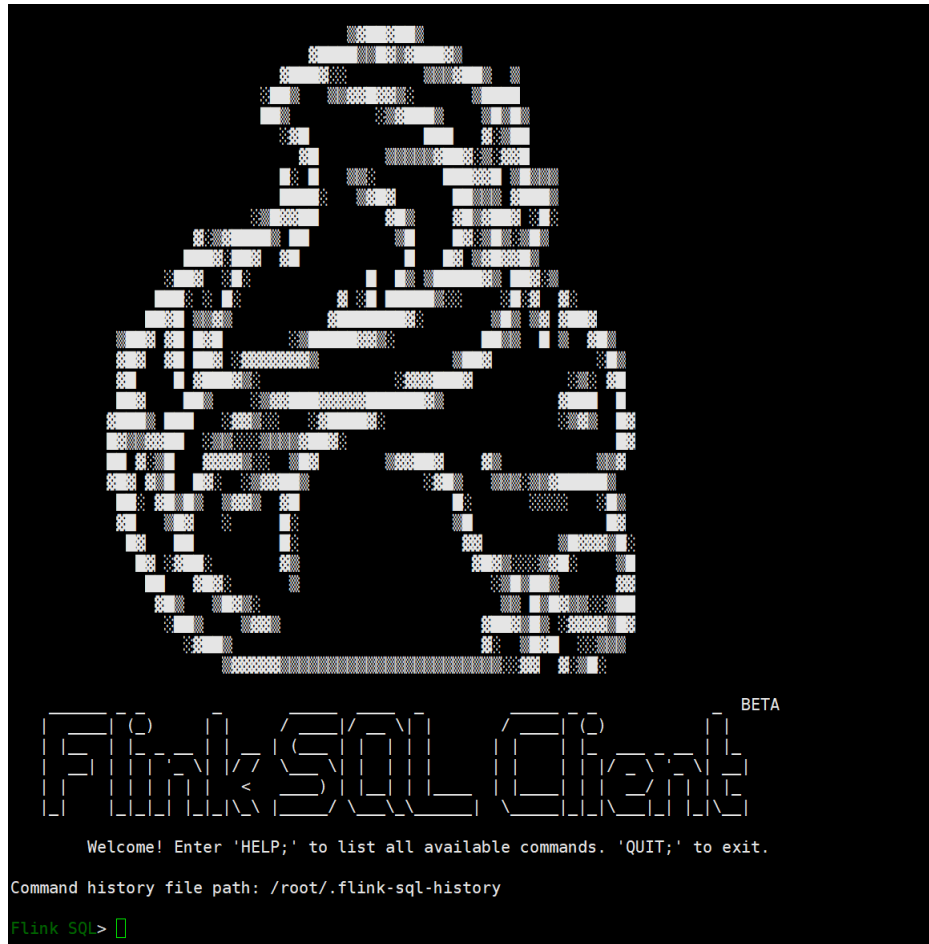 BETA
Flink SQL Client
Welcome! Enter 'HELP;' to list all available commands. 'QUIT;' to exit.
Command history file path: /root/.flink-sql-history
Flink SQL>